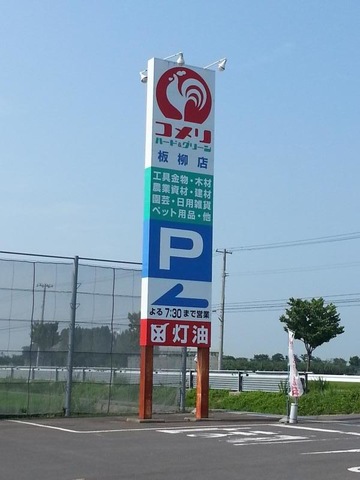 コメリ
ハード&グリーン
板柳店
工具金物・木材
農業資材・建材
園芸・日用雑貨
ペット用品・他
P
よる7:30まで営業
灯油